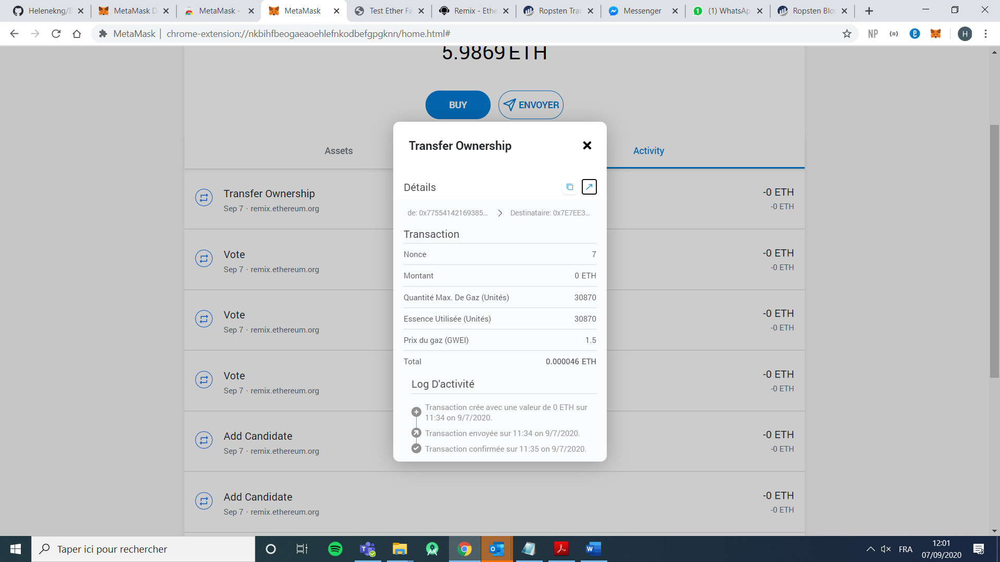 Helenekng/E
MetaMask D
MetaMask -
MetaMask
Test Ether Fa
Remix - Ethe
Ropsten Tran
Messenger
(1) WhatsAp
Ropsten Bloc
MetaMask
chrome-extension://nkbihfbeogaeaoehlefnkodbefgpgknn/home.html#
NP
H
5.9869 ETH
BUY
ENVOYER
Assets
Activity
Transfer Ownership
Sep 7 · remix.ethereum.org
-0 ETH
-0 ETH
Vote
Sep 7 · remix.ethereum.org
-0 ETH
-0 ETH
Vote
Sep 7 · remix.ethereum.org
-0 ETH
-0 ETH
Vote
Sep 7 · remix.ethereum.org
-0 ETH
-0 ETH
Add Candidate
Sep 7 · remix.ethereum.org
-0 ETH
-0 ETH
Add Candidate
Sep 7 · remix.ethereum.org
-0 ETH
-0 ETH
Transfer Ownership
Détails
de: 0x77554142169385... Destinataire: 0x7E7EE3...
Transaction
Nonce 7
Montant 0 ETH
Quantité Max. De Gaz (Unités) 30870
Essence Utilisée (Unités) 30870
Prix du gaz (GWEI) 1.5
Total 0.000046 ETH
Log D'activité
Transaction crée avec une valeur de 0 ETH sur
11:34 on 9/7/2020.
Transaction envoyée sur 11:34 on 9/7/2020.
Transaction confirmée sur 11:35 on 9/7/2020.
Taper ici pour rechercher
FRA
12:01
07/09/2020